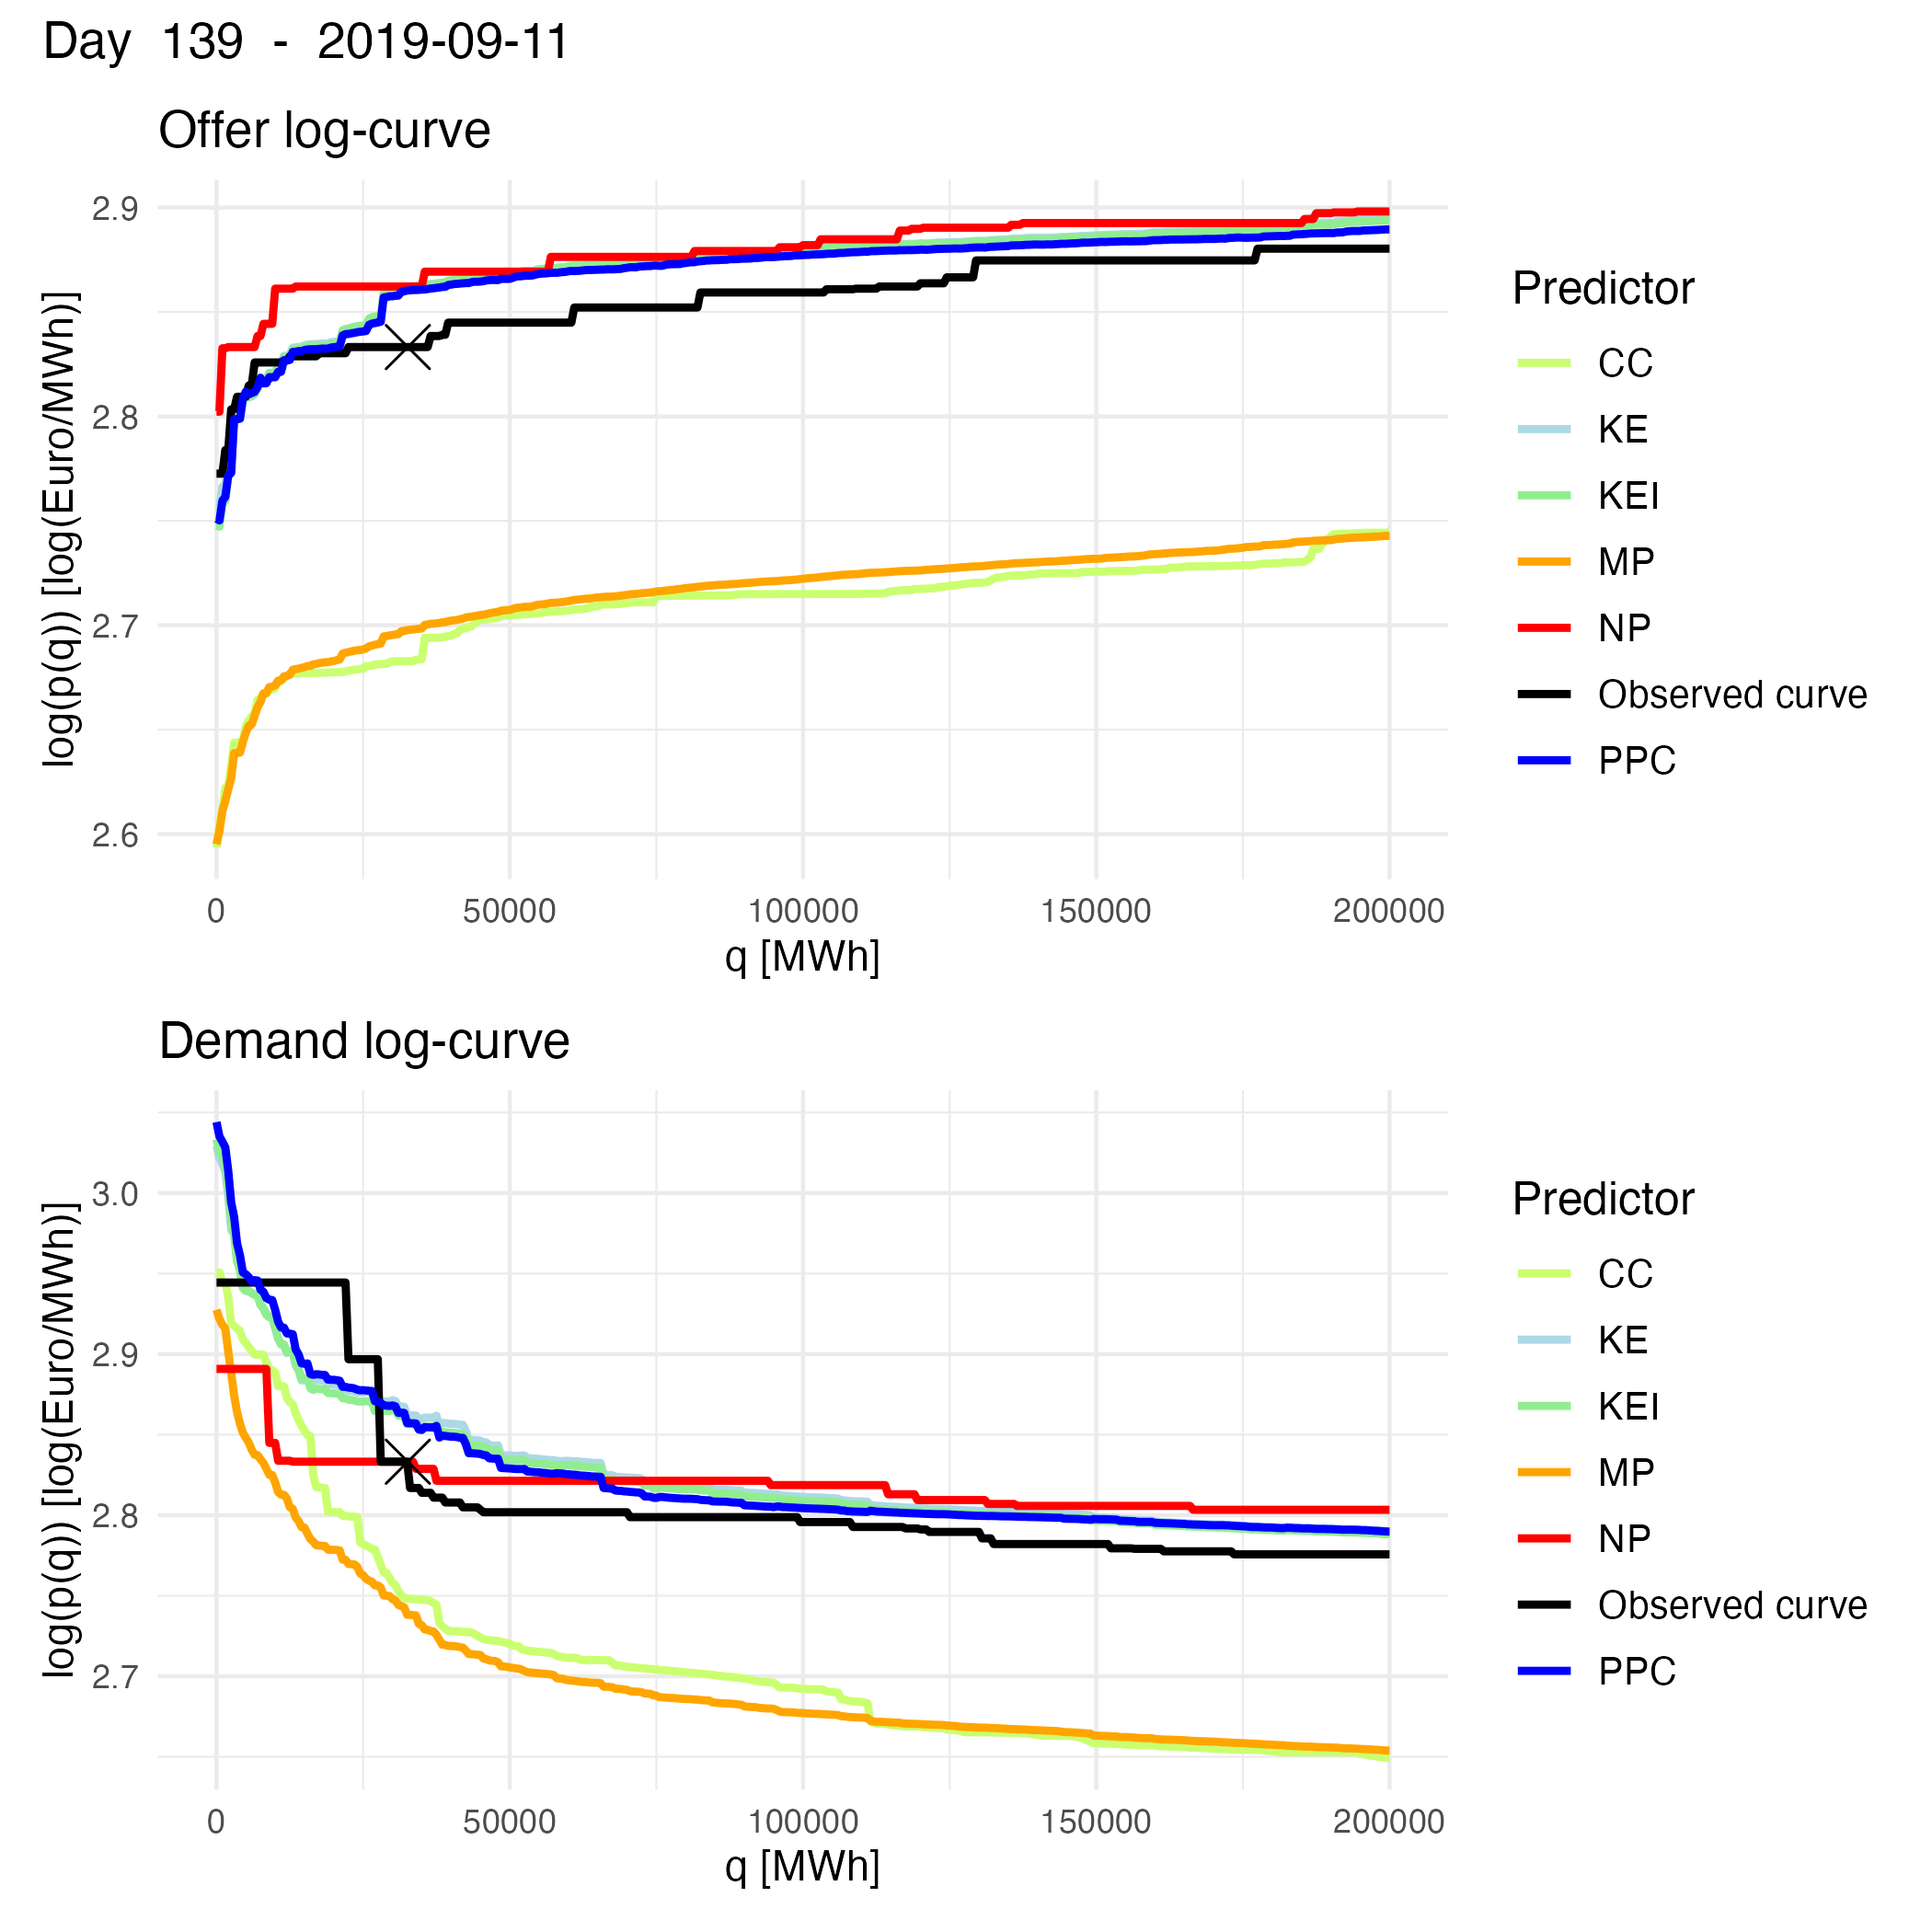 Day 139 - 2019-09-11
Offer log-curve
log(p(q)) [log(Euro/MWh)]
2.9
2.8
2.7
2.6
0 50000 100000 150000 200000
q [MWh]
Predictor
CC
KE
KEI
MP
NP
Observed curve
PPC
Demand log-curve
log(p(q)) [log(Euro/MWh)]
3.0
2.9
2.8
2.7
0 50000 100000 150000 200000
q [MWh]
Predictor
CC
KE
KEI
MP
NP
Observed curve
PPC